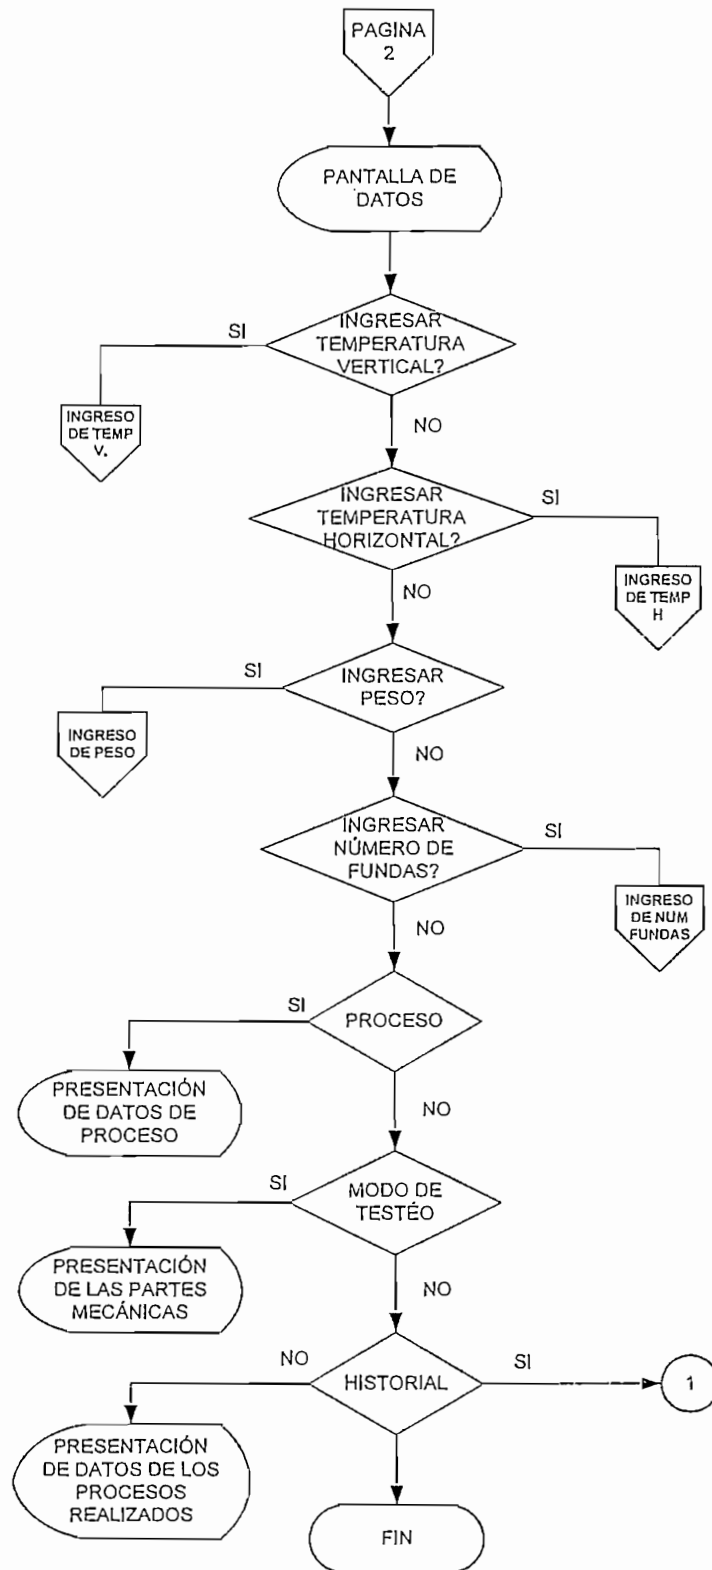 PAGINA
2
PANTALLA DE
DATOS
INGRESAR
TEMPERATURA
VERTICAL?
SI
INGRESO
DE TEMP
V.
NO
INGRESAR
TEMPERATURA
HORIZONTAL?
SI
INGRESO
DE TEMP
H
NO
INGRESAR
PESO?
SI
INGRESO
DE PESO
NO
INGRESAR
NÚMERO DE
FUNDAS?
SI
INGRESO
DE NUM
FUNDAS
NO
PROCESO
SI
PRESENTACIÓN
DE DATOS DE
PROCESO
NO
MODO DE
TESTÉO
SI
PRESENTACIÓN
DE LAS PARTES
MECÁNICAS
NO
HISTORIAL
NO
SI
1
PRESENTACIÓN
DE DATOS DE LOS
PROCESOS
REALIZADOS
FIN